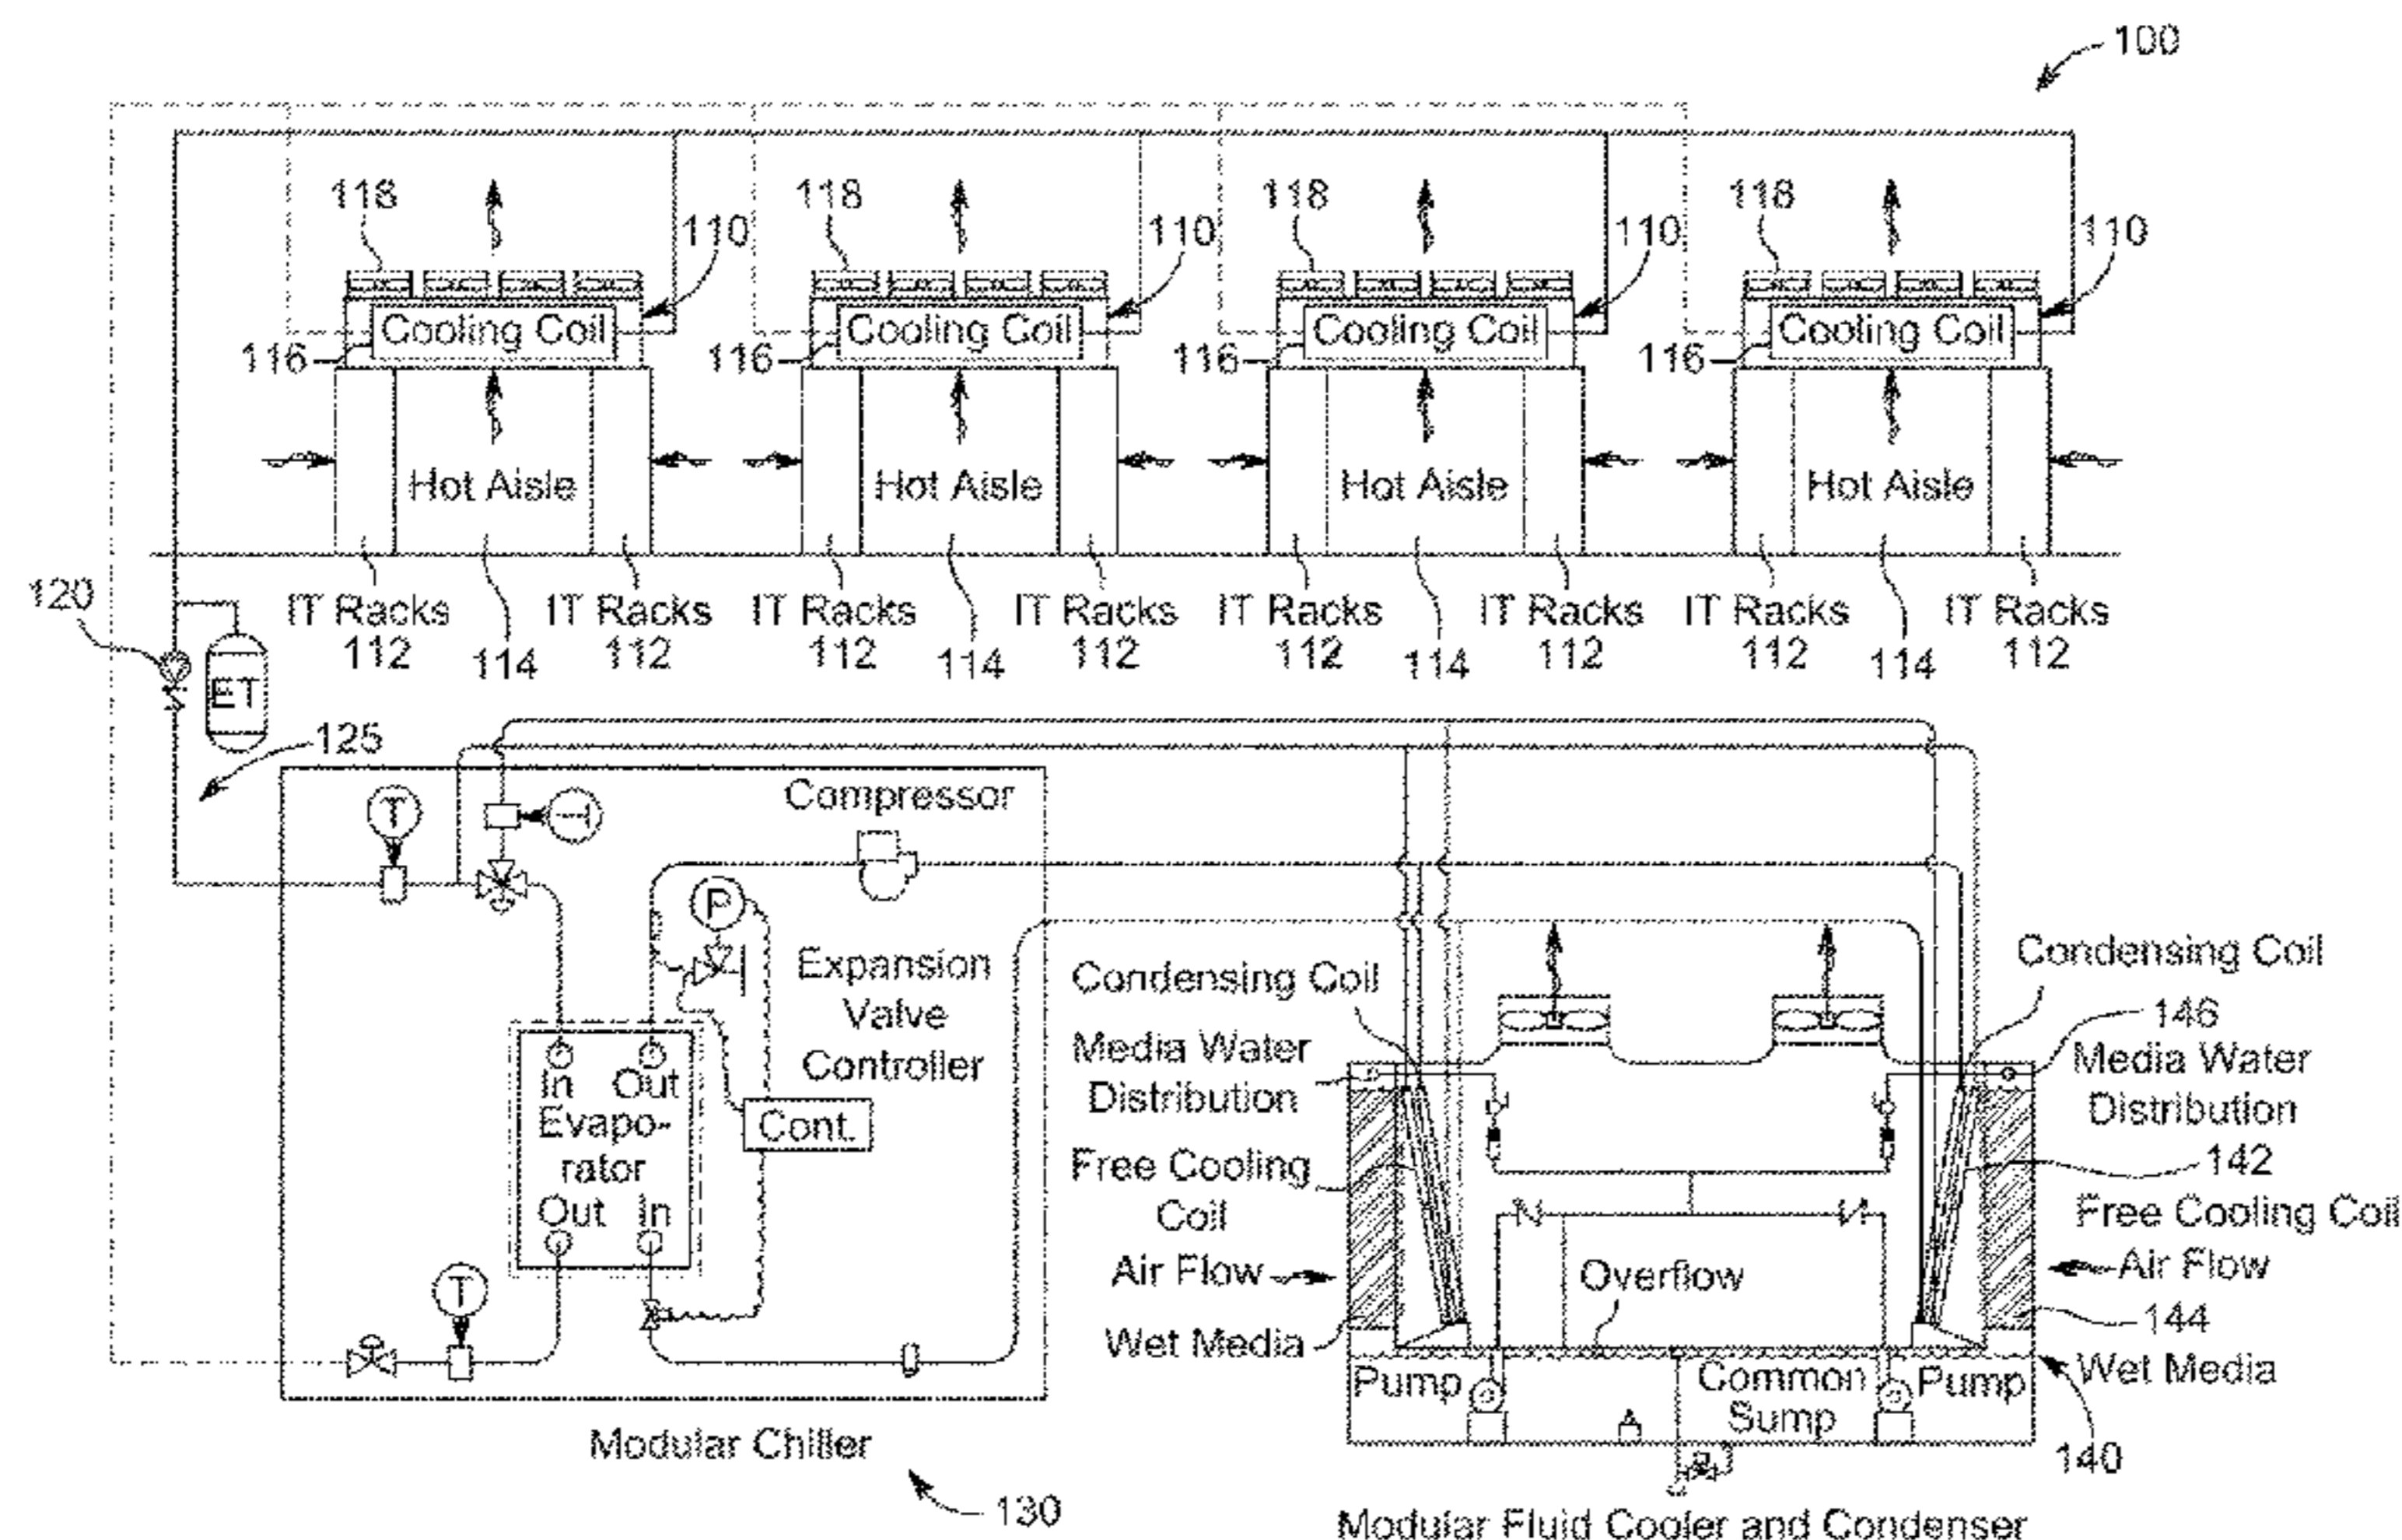 100
118 118 118 118
110 110 110 110
Cooling Coil Cooling Coil Cooling Coil Cooling Coil
116 116 116 116
Hot Aisle Hot Aisle Hot Aisle Hot Aisle
120
IT Racks IT Racks IT Racks IT Racks IT Racks IT Racks IT Racks IT Racks
112 114 112 112 114 112 112 114 112 112 114 112
ET
125
Compressor
T
T
P
Expansion
Valve
Controller
In Out
Evapo-
rator
Out In
Cont.
T
Modular Chiller
130
Condensing Coil
Media Water
Distribution
Free Cooling
Coil
Air Flow
Wet Media
Condensing Coil
146
Media Water
Distribution
142
Free Cooling Coil
Air Flow
144
Wet Media
Overflow
Pump Common Pump
Sump
140
Modular Fluid Cooler and Condenser